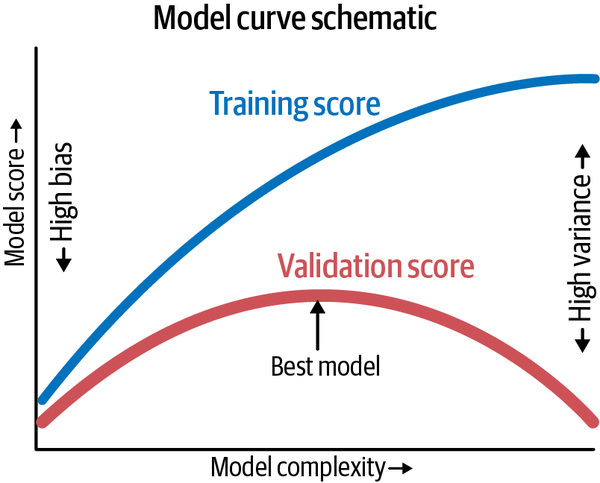 Model curve schematic
Training score
Model score →
← High bias
Validation score
← High variance →
Best model
Model complexity →